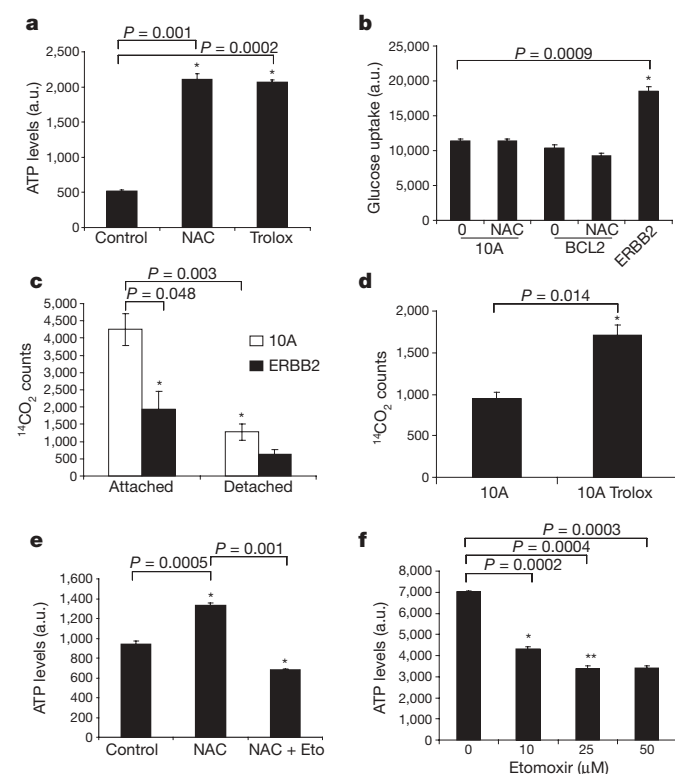 a
P = 0.001
P = 0.0002
ATP levels (a.u.)
2,500
2,000
1,500
1,000
500
0
* *
Control NAC Trolox
b
P = 0.0009
Glucose uptake (a.u.)
25,000
20,000
15,000
10,000
5,000
0
*
0 NAC 0 NAC ERBB2
10A BCL2
c
P = 0.003
P = 0.048
14CO2 counts
5,000
4,500
4,000
3,500
3,000
2,500
2,000
1,500
1,000
500
0
10A
ERBB2
* *
Attached Detached
d
P = 0.014
14CO2 counts
2,000
1,500
1,000
500
0
*
10A 10A Trolox
e
P = 0.001
P = 0.0005
ATP levels (a.u.)
1,600
1,400
1,200
1,000
800
600
400
200
0
* *
Control NAC NAC + Eto
f
P = 0.0003
P = 0.0004
P = 0.0002
ATP levels (a.u.)
8,000
7,000
6,000
5,000
4,000
3,000
2,000
1,000
0
* **
0 10 25 50
Etomoxir (μM)